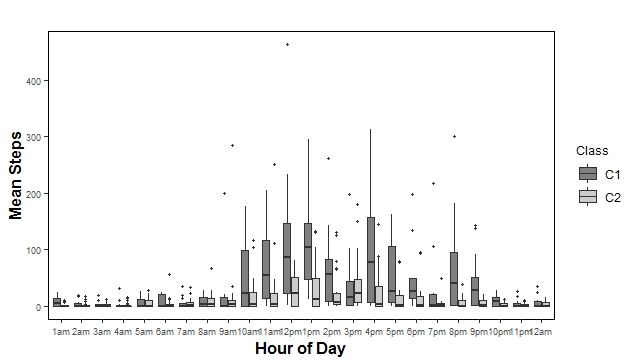 400
300
200
100
0
Mean Steps
1am 2am 3am 4am 5am 6am 7am 8am 9am 10am 11am 12pm 1pm 2pm 3pm 4pm 5pm 6pm 7pm 8pm 9pm 10pm 11pm 12am
Hour of Day
Class
C1
C2